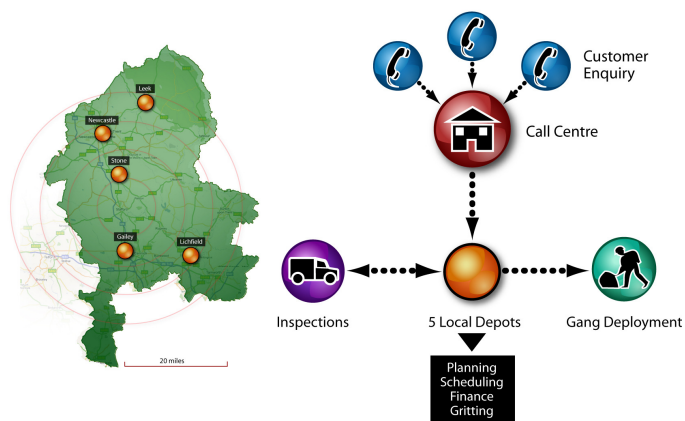 Leek
Newcastle
Stone
Gailey
Lichfield
20 miles
Customer
Enquiry
Call Centre
Inspections
5 Local Depots
Gang Deployment
Planning
Scheduling
Finance
Gritting